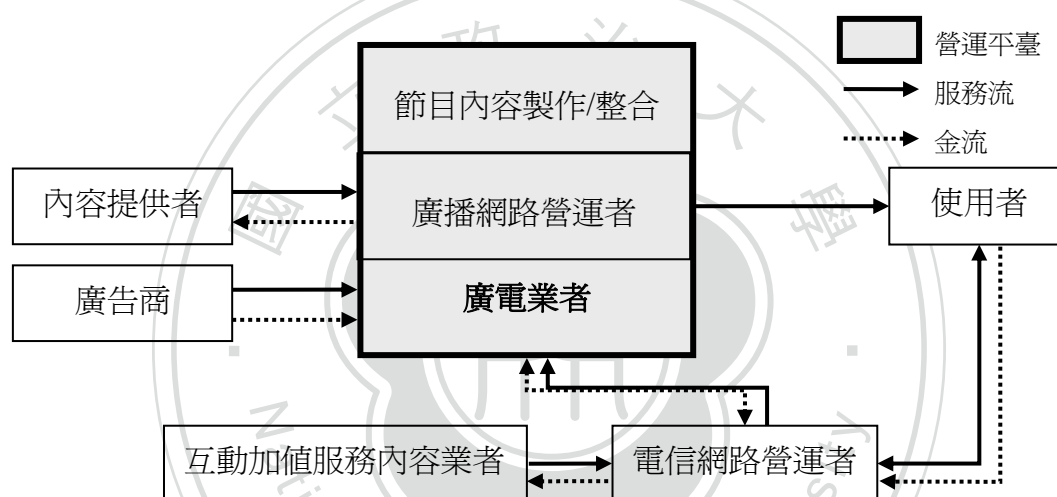 營運平臺
服務流
金流
節目內容製作/整合
內容提供者
廣播網路營運者
使用者
廣告商
廣電業者
互動加值服務內容業者
電信網路營運者